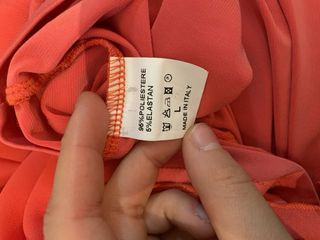 95%POLIESTERE
5%ELASTAN
L
MADE IN ITALY